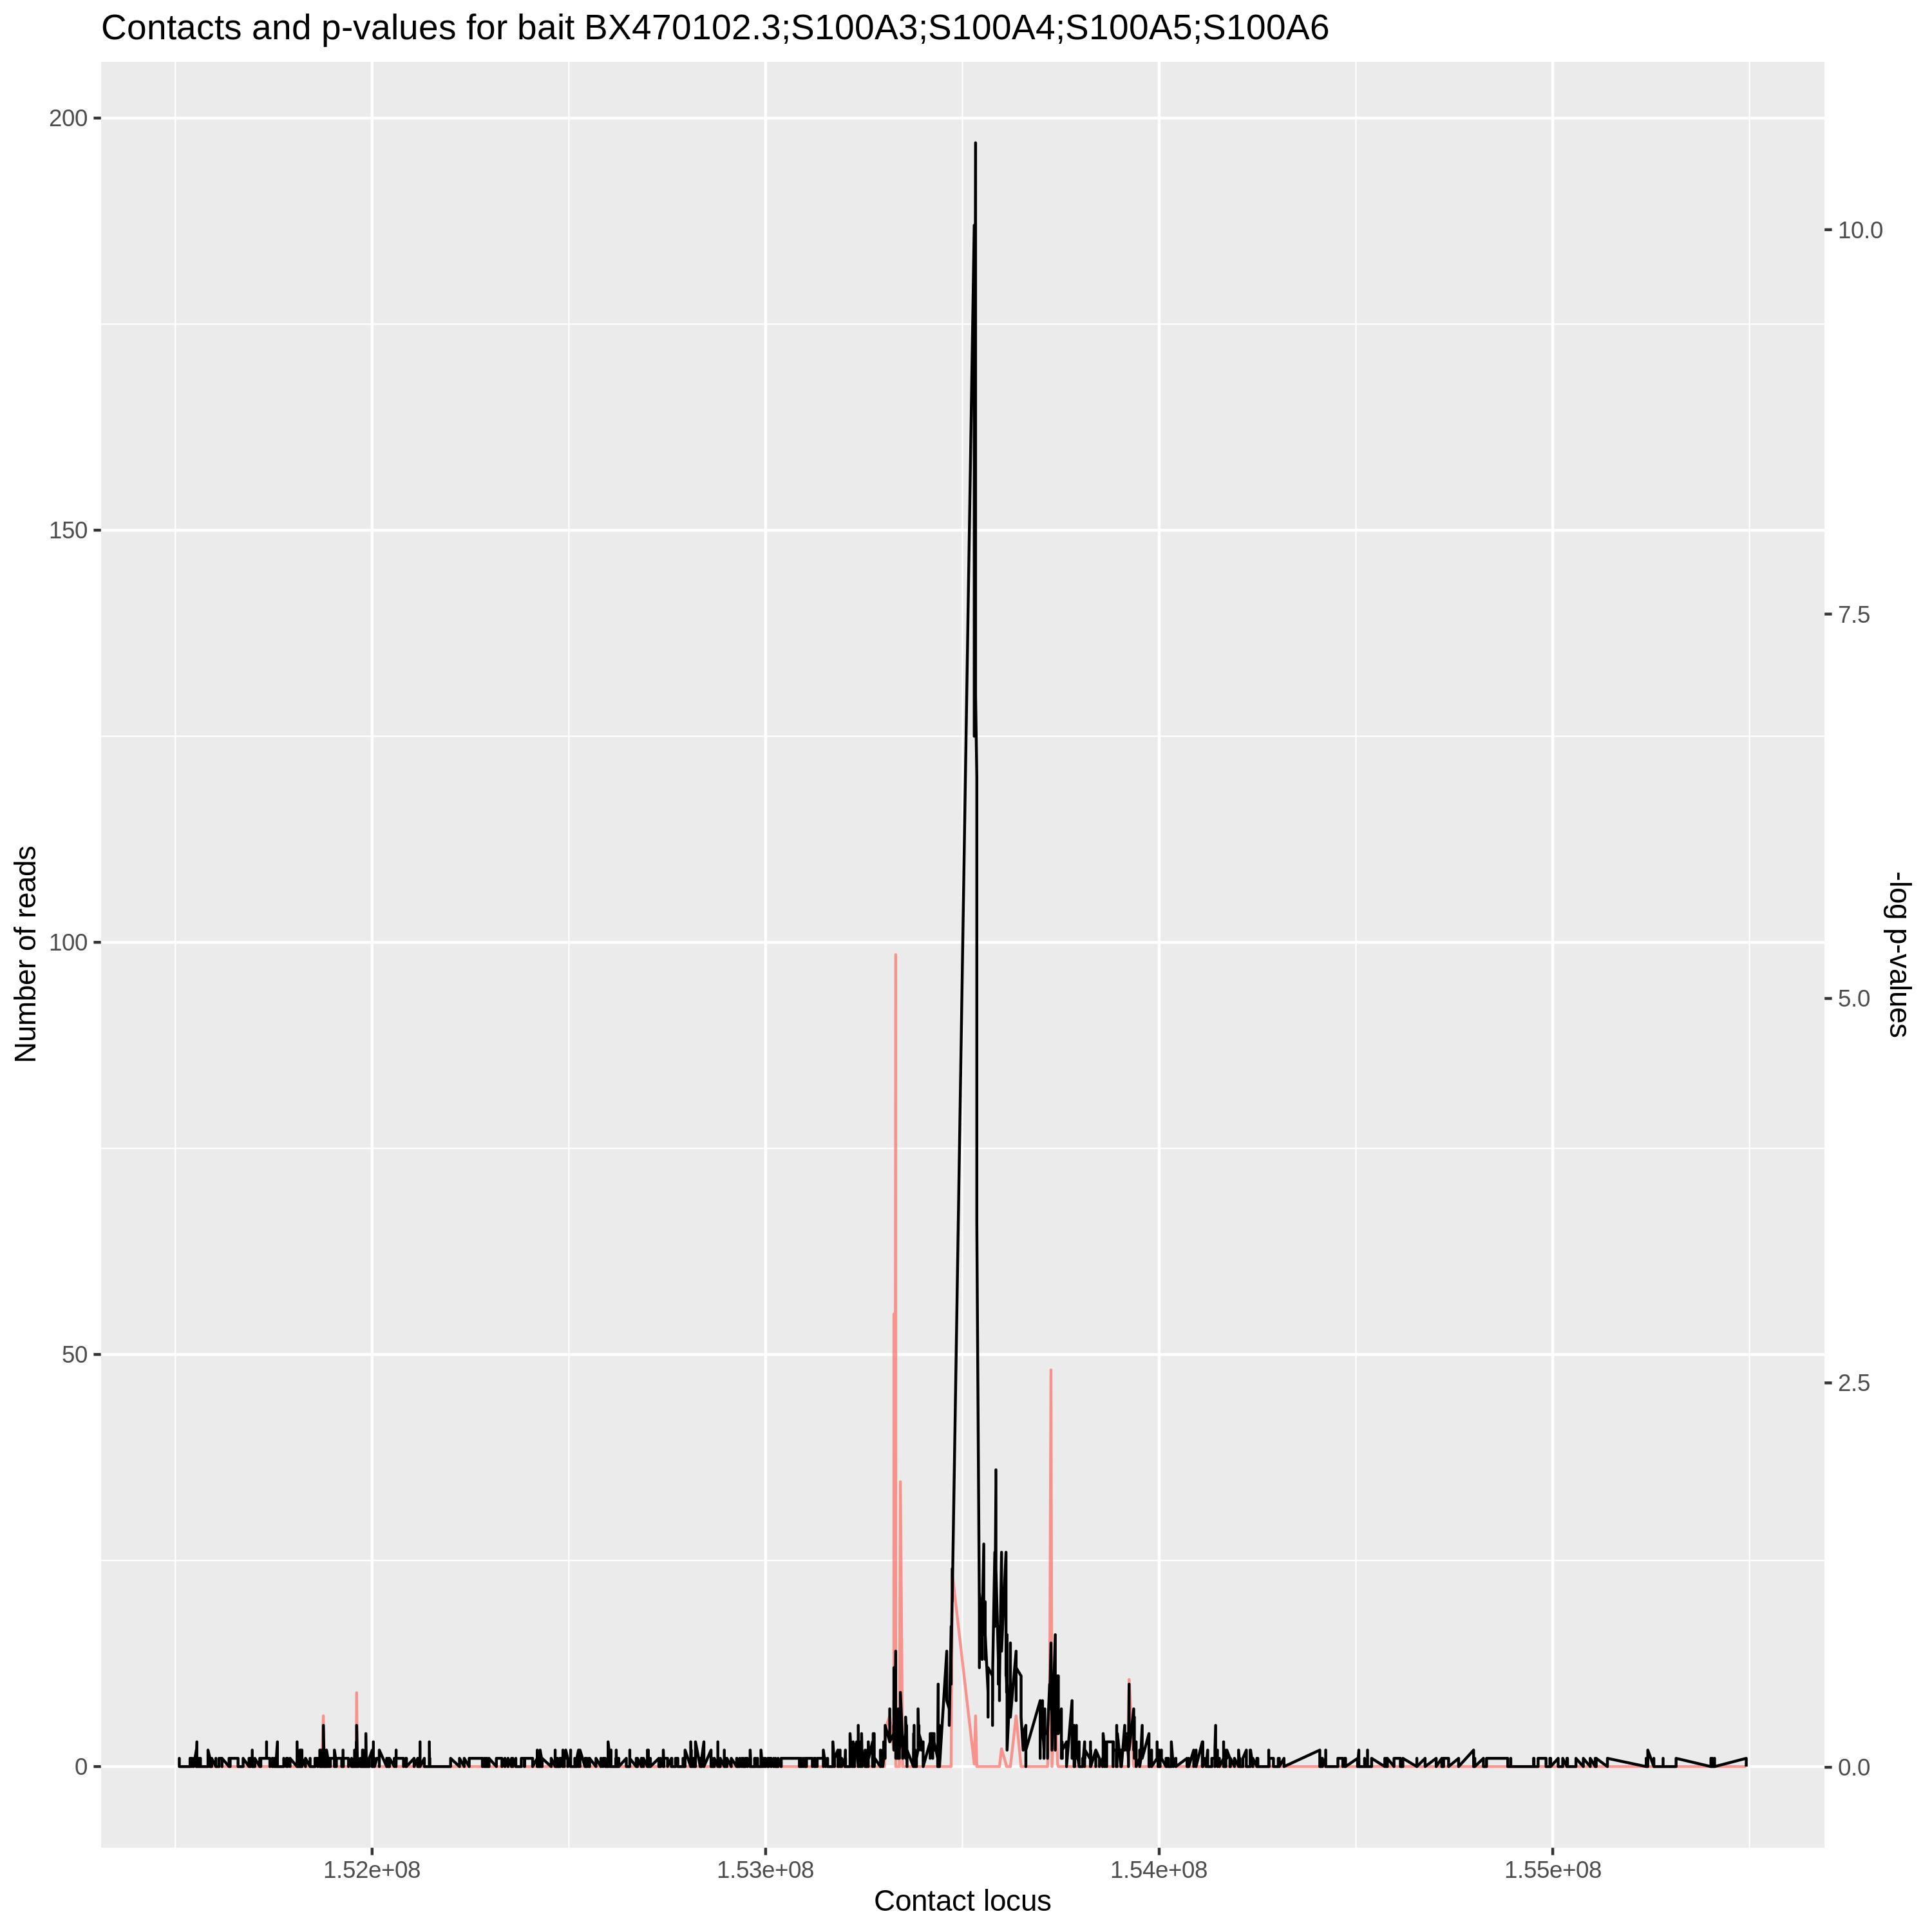 Contacts and p-values for bait BX470102.3;S100A3;S100A4;S100A5;S100A6
200
150
100
50
0
Number of reads
10.0
7.5
5.0
2.5
0.0
-log p-values
1.52e+08 1.53e+08 1.54e+08 1.55e+08
Contact locus